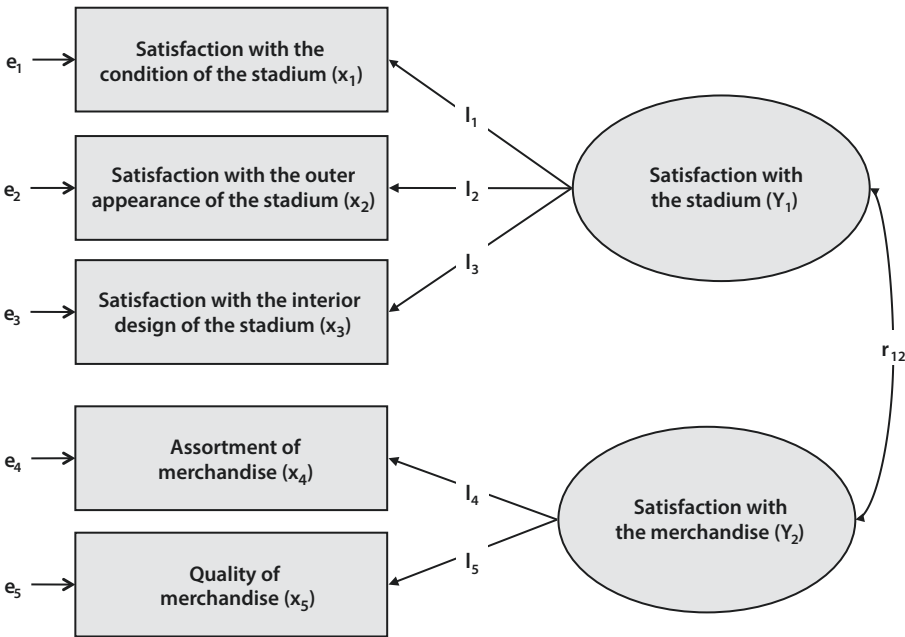 e₁
Satisfaction with the
condition of the stadium (x₁)
l₁
e₂
Satisfaction with the outer
appearance of the stadium (x₂)
l₂
Satisfaction with
the stadium (Y₁)
l₃
e₃
Satisfaction with the interior
design of the stadium (x₃)
r₁₂
e₄
Assortment of
merchandise (x₄)
l₄
Satisfaction with
the merchandise (Y₂)
l₅
e₅
Quality of
merchandise (x₅)